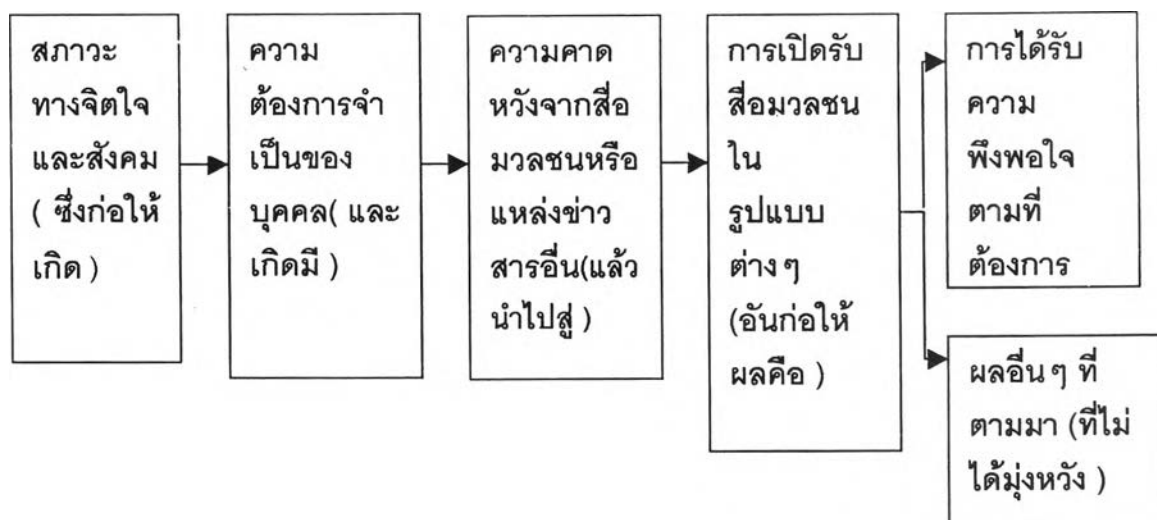 สภาวะ
ทางจิตใจ
และสังคม
( ซึ่งก่อให้
เกิด )
ความ
ต้องการจำ
เป็นของ
บุคคล( และ
เกิดมี )
ความคาด
หวังจากสื่อ
มวลชนหรือ
แหล่งข่าว
สารอื่น(แล้ว
นำไปสู่ )
การเปิดรับ
สื่อมวลชน
ใน
รูปแบบ
ต่างๆ
(อันก่อให้
ผลคือ )
การได้รับ
ความ
พึงพอใจ
ตามที่
ต้องการ
ผลอื่นๆ ที่
ตามมา (ที่ไม่
ได้มุ่งหวัง )